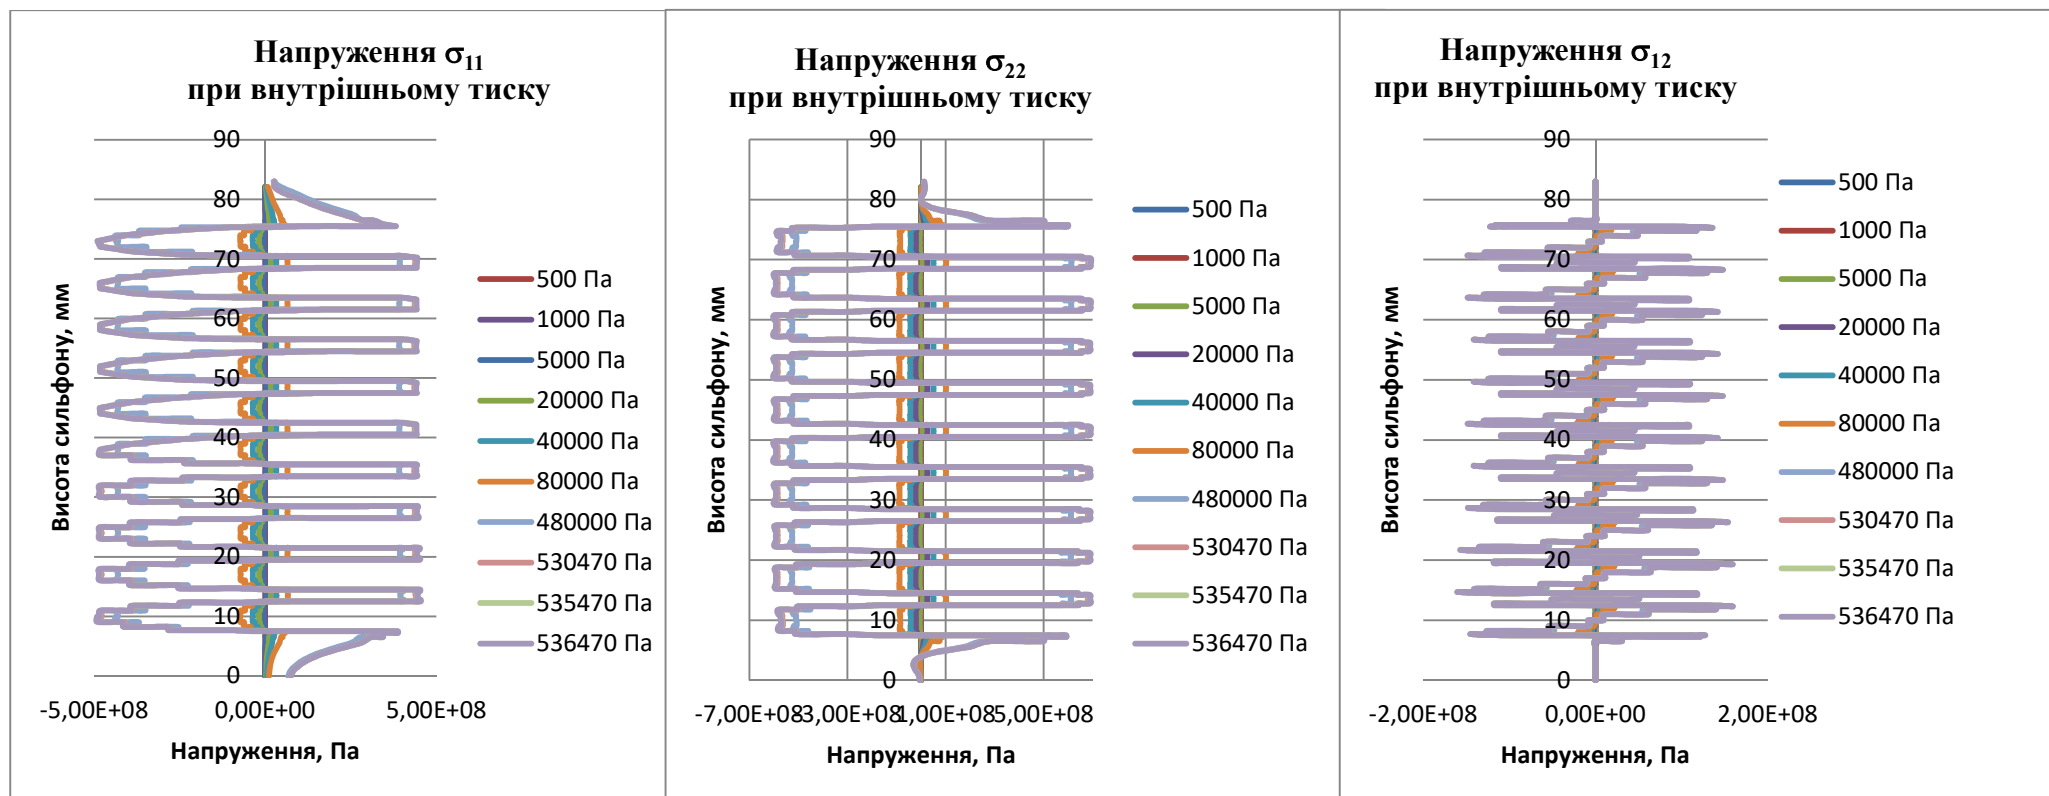 Напруження σ11
при внутрішньому тиску
90
80
70
60
50
40
30
20
10
0
Висота сильфону, мм
-5,00E+08 0,00E+00 5,00E+08
Напруження, Па
500 Па
1000 Па
5000 Па
20000 Па
40000 Па
80000 Па
480000 Па
530470 Па
535470 Па
536470 Па
Напруження σ22
при внутрішньому тиску
90
80
70
60
50
40
30
20
10
0
Висота сильфону, мм
-7,00E+08 -3,00E+08 1,00E+08 5,00E+08
Напруження, Па
500 Па
1000 Па
5000 Па
20000 Па
40000 Па
80000 Па
480000 Па
530470 Па
535470 Па
536470 Па
Напруження σ12
при внутрішньому тиску
90
80
70
60
50
40
30
20
10
0
Висота сильфону, мм
-2,00E+08 0,00E+00 2,00E+08
Напруження, Па
500 Па
1000 Па
5000 Па
20000 Па
40000 Па
80000 Па
480000 Па
530470 Па
535470 Па
536470 Па